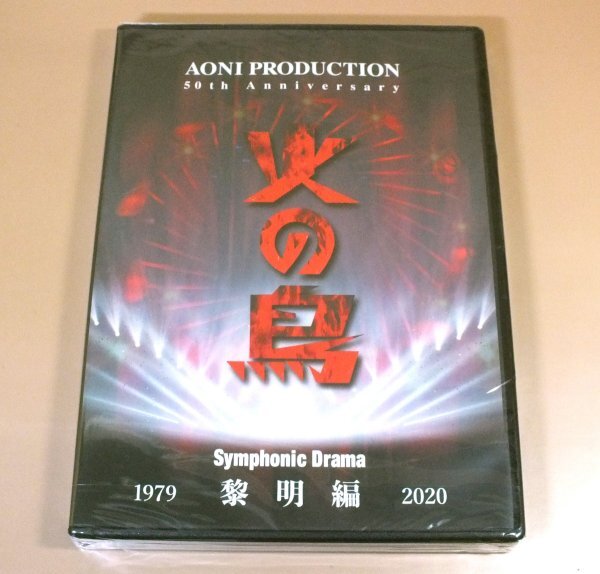 AONI PRODUCTION
50th Anniversary
火の鳥
Symphonic Drama
1979 黎明編 2020